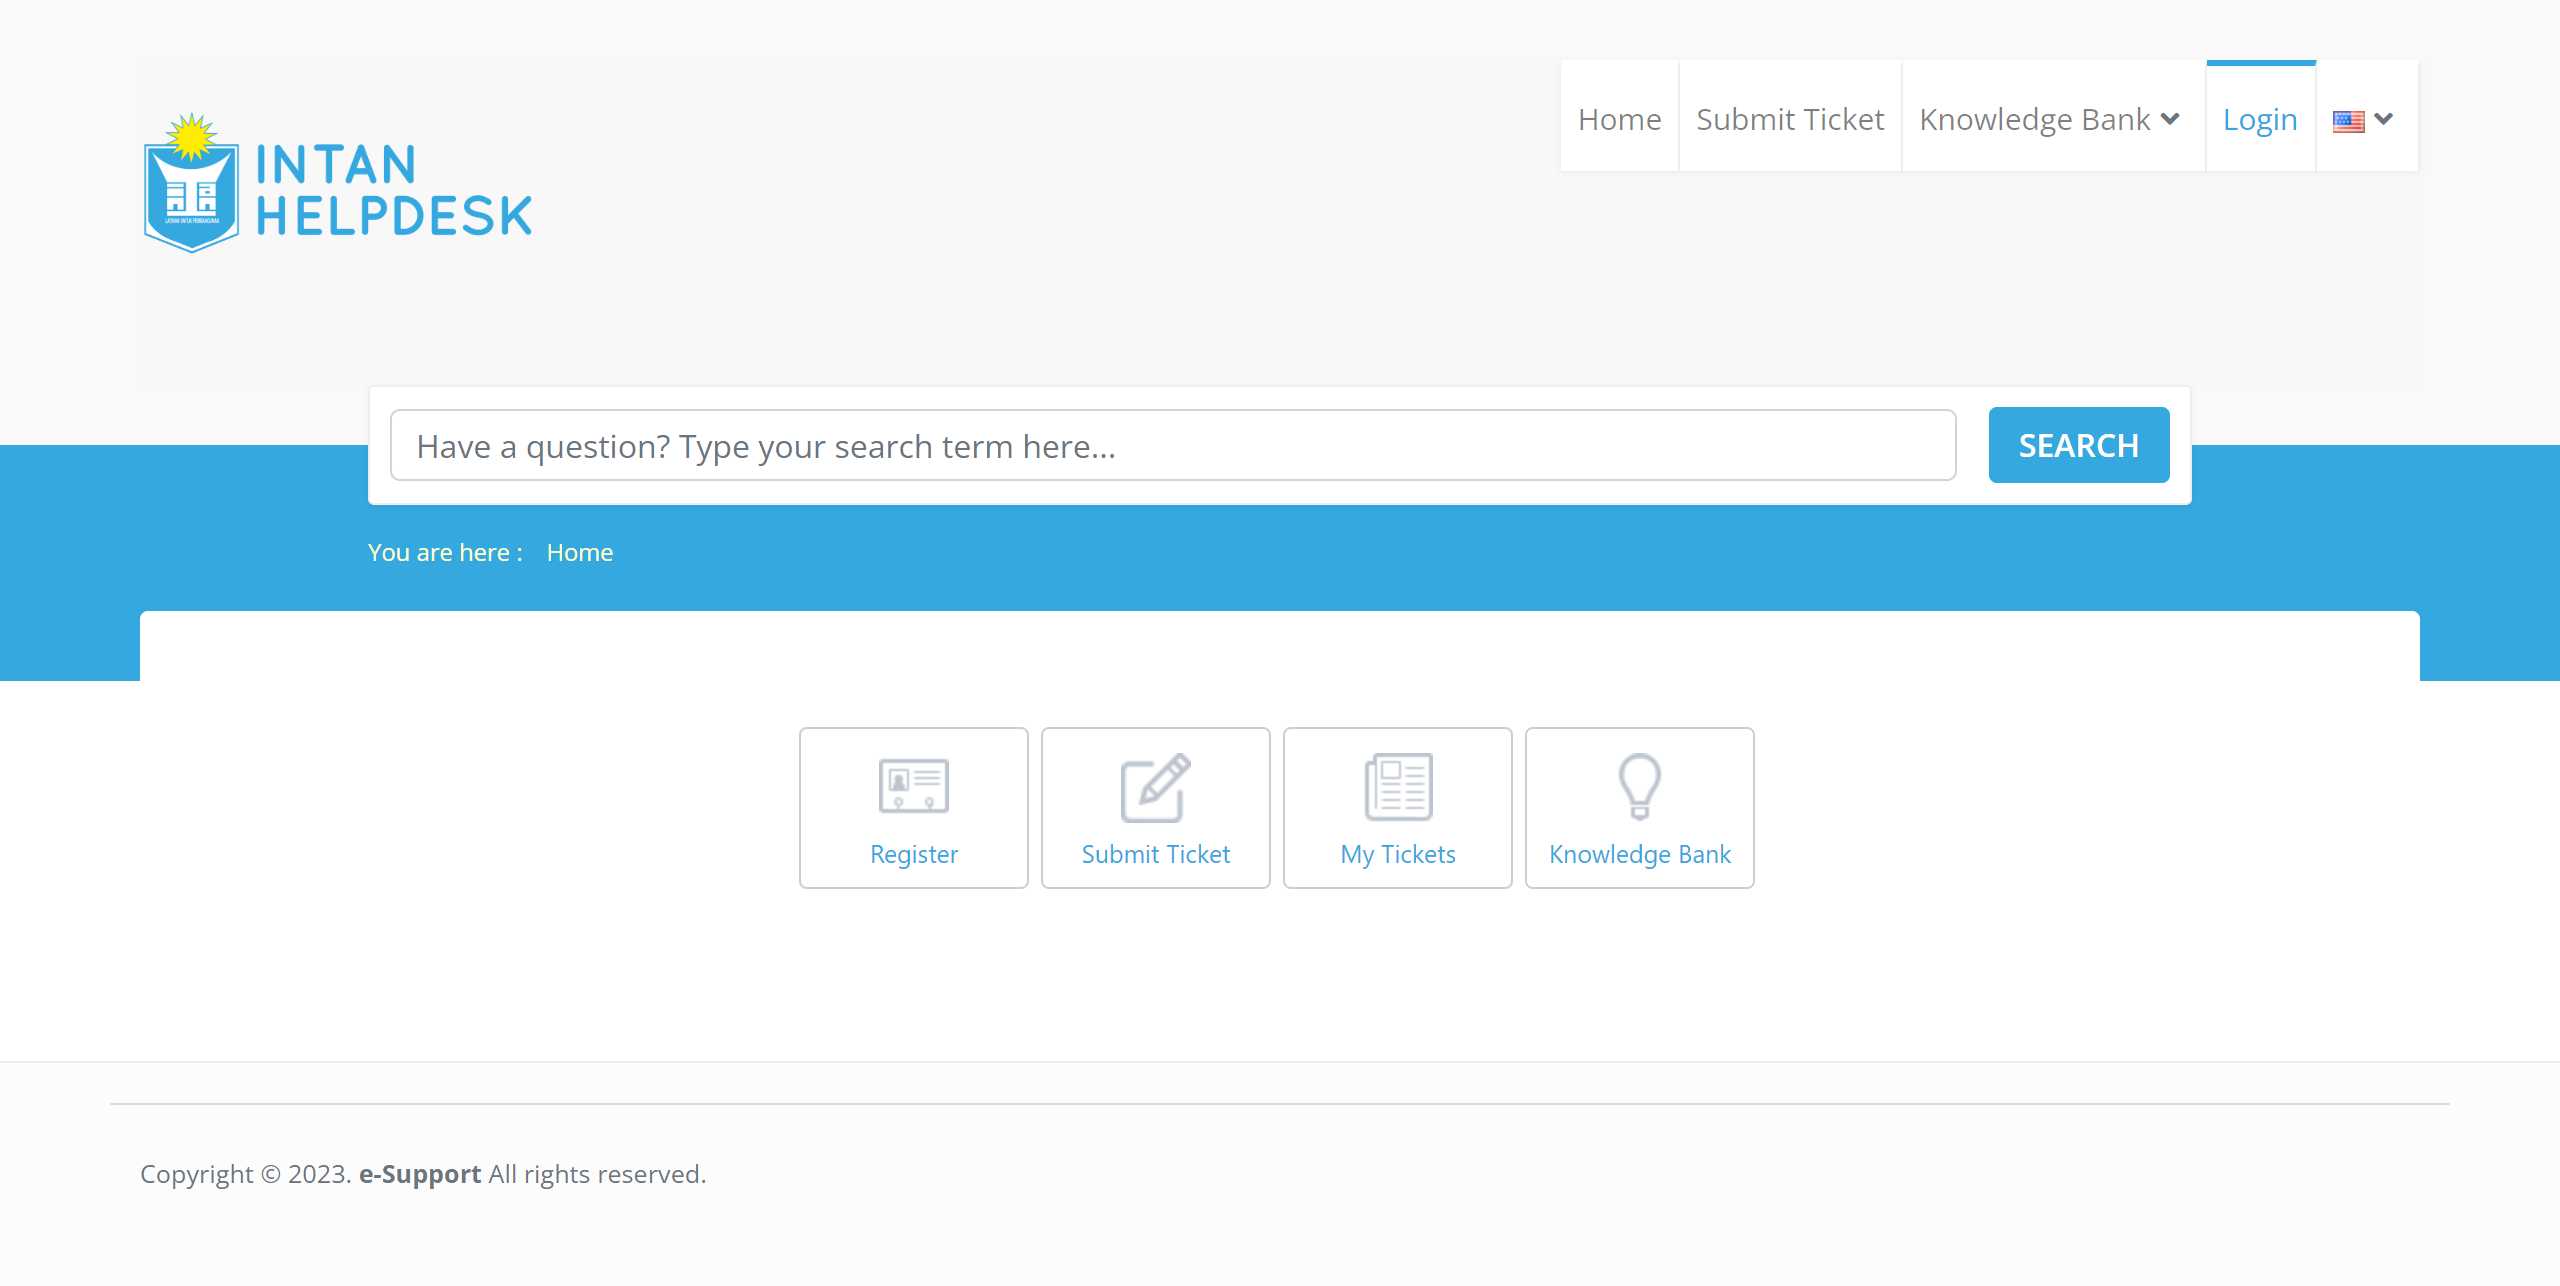 INTAN
HELPDESK
Home
Submit Ticket
Knowledge Bank
Login
Have a question? Type your search term here...
SEARCH
You are here : Home
Register
Submit Ticket
My Tickets
Knowledge Bank
Copyright © 2023. e-Support All rights reserved.